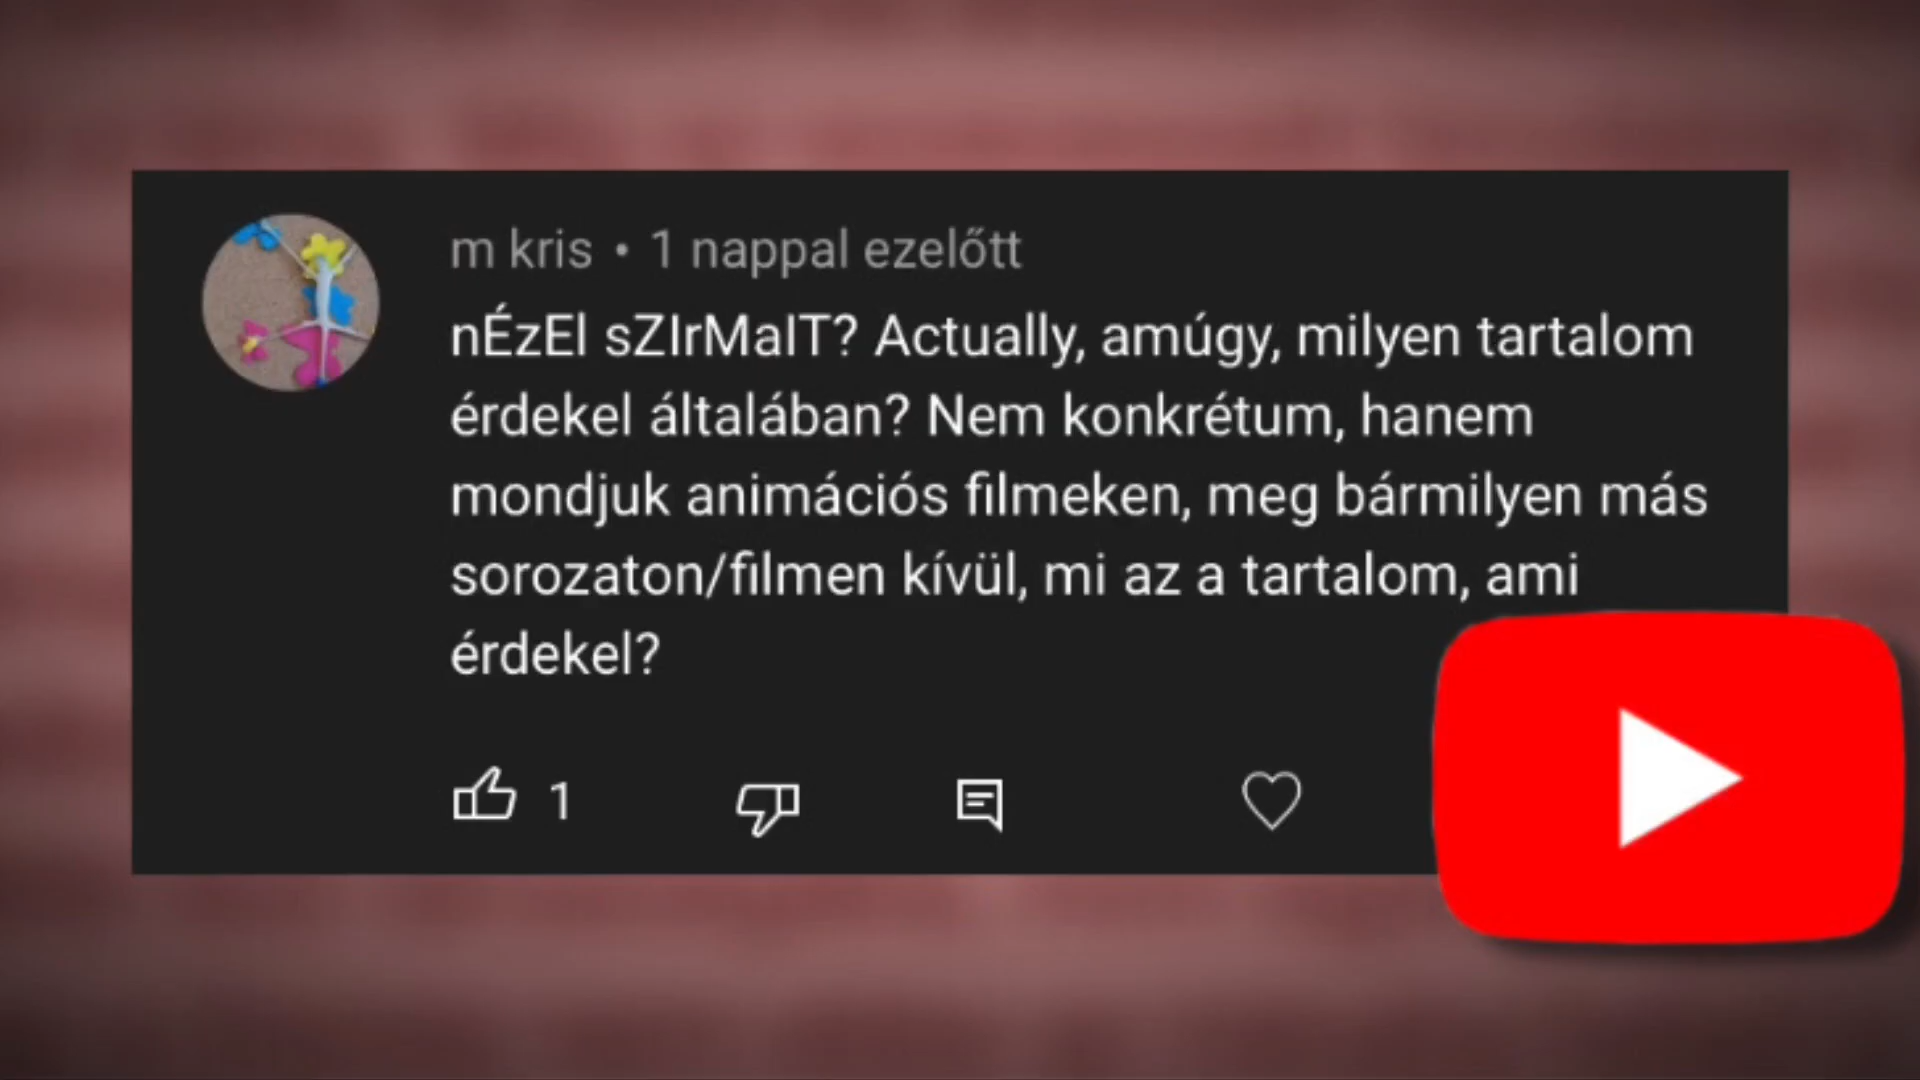 m kris • 1 nappal ezelőtt
nÉzEl sZIrMaIT? Actually, amúgy, milyen tartalom
érdekel általában? Nem konkrétum, hanem
mondjuk animációs filmeken, meg bármilyen más
sorozaton/filmen kívül, mi az a tartalom, ami
érdekel?
1